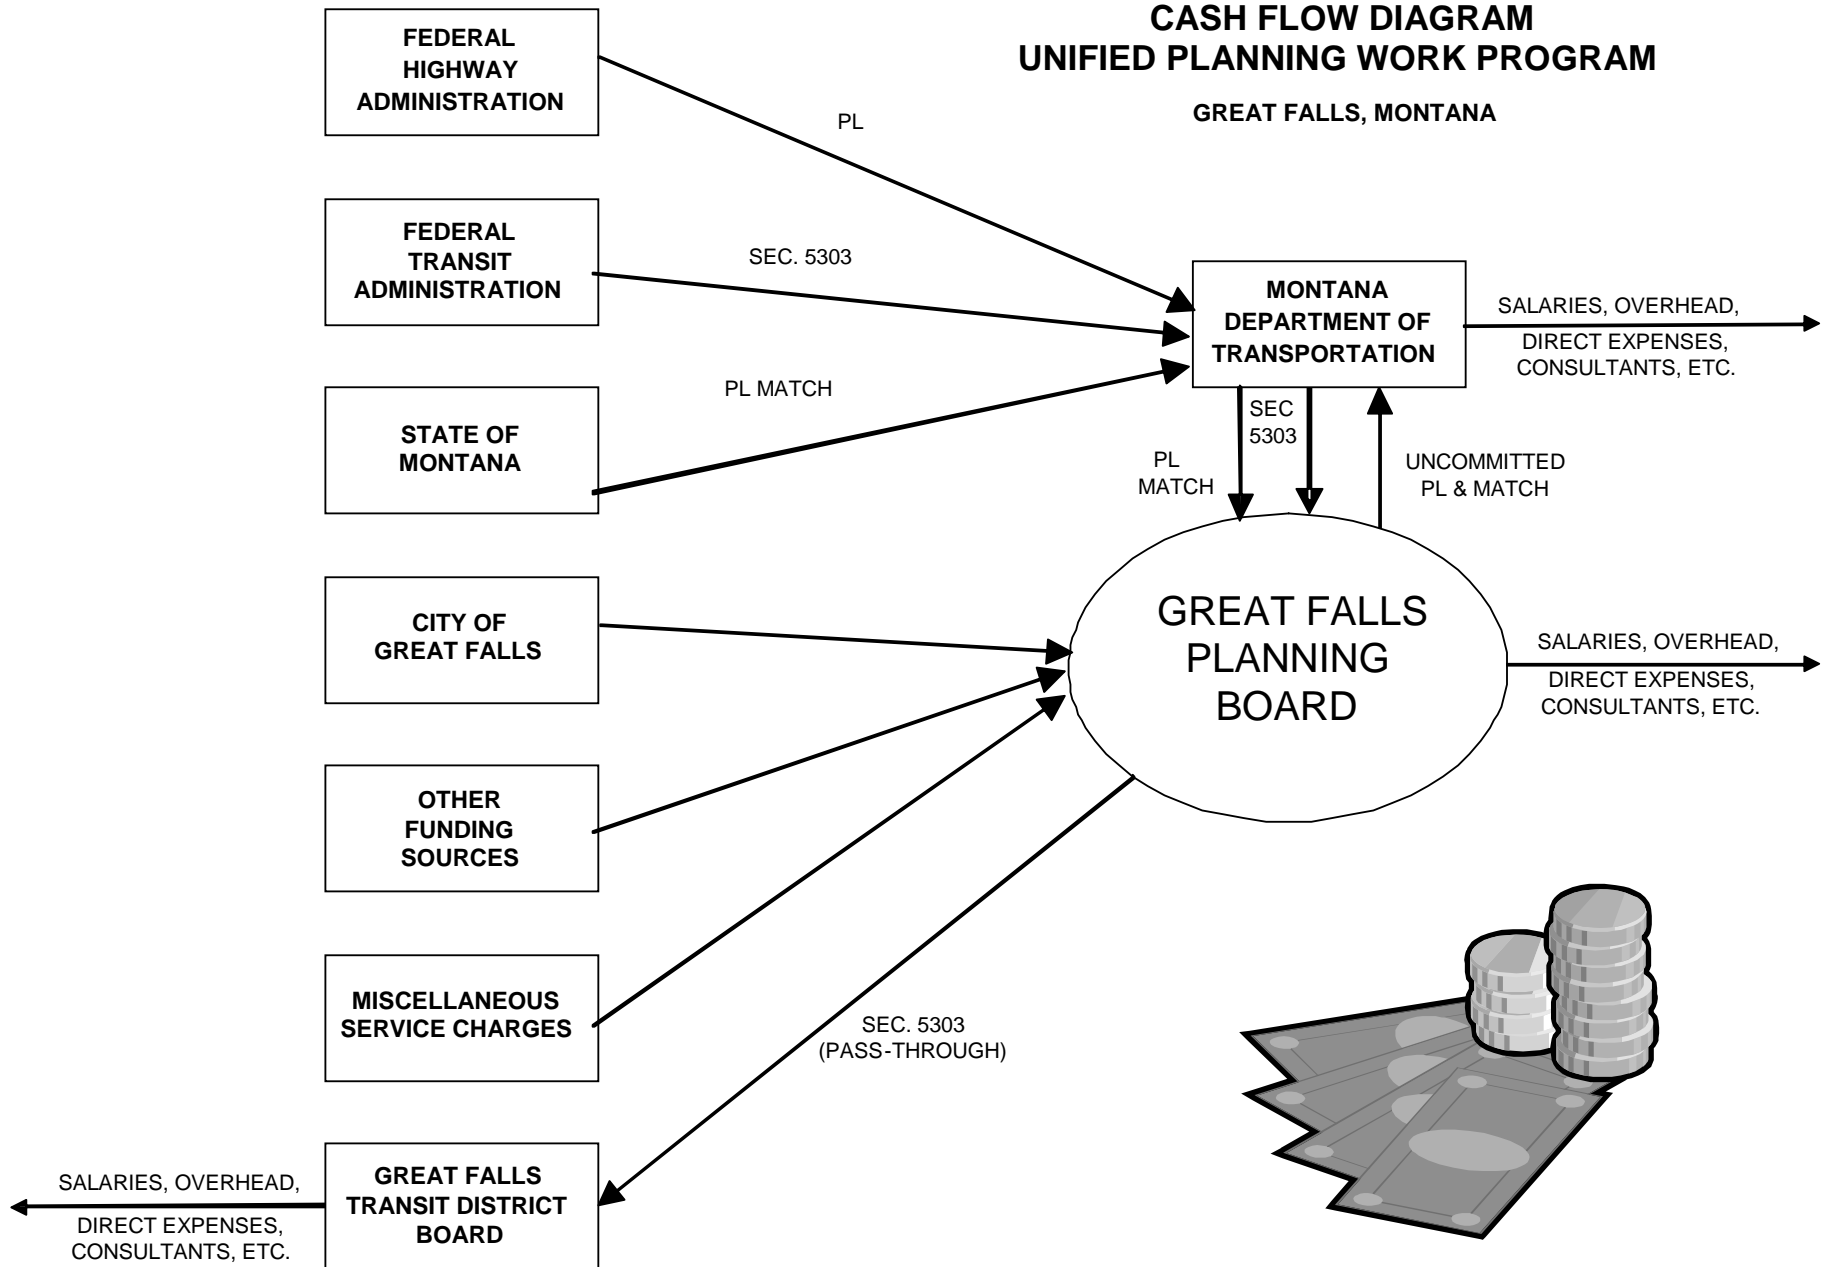 CASH FLOW DIAGRAM
UNIFIED PLANNING WORK PROGRAM
GREAT FALLS, MONTANA
FEDERAL
HIGHWAY
ADMINISTRATION
PL
FEDERAL
TRANSIT
ADMINISTRATION
SEC. 5303
MONTANA
DEPARTMENT OF
TRANSPORTATION
SALARIES, OVERHEAD,
DIRECT EXPENSES,
CONSULTANTS, ETC.
STATE OF
MONTANA
PL MATCH
PL
MATCH
SEC
5303
UNCOMMITTED
PL & MATCH
CITY OF
GREAT FALLS
GREAT FALLS
PLANNING
BOARD
SALARIES, OVERHEAD,
DIRECT EXPENSES,
CONSULTANTS, ETC.
OTHER
FUNDING
SOURCES
MISCELLANEOUS
SERVICE CHARGES
SEC. 5303
(PASS-THROUGH)
GREAT FALLS
TRANSIT DISTRICT
BOARD
SALARIES, OVERHEAD,
DIRECT EXPENSES,
CONSULTANTS, ETC.